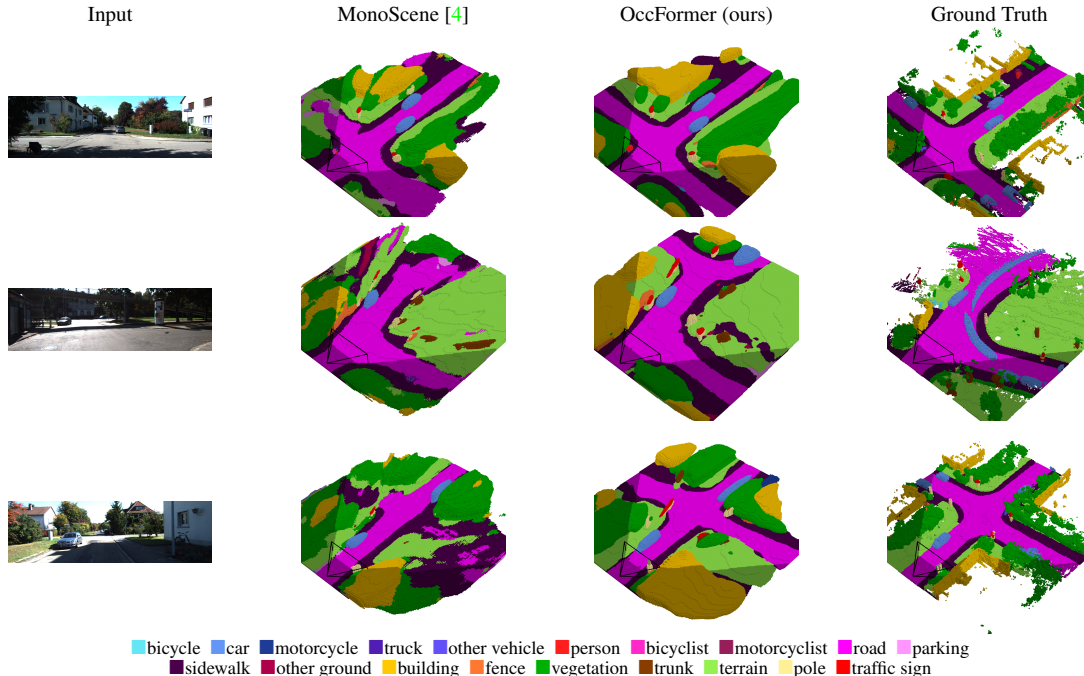 Input MonoScene [4] OccFormer (ours) Ground Truth
bicycle car motorcycle truck other vehicle person bicyclist motorcyclist road parking
sidewalk other ground building fence vegetation trunk terrain pole traffic sign